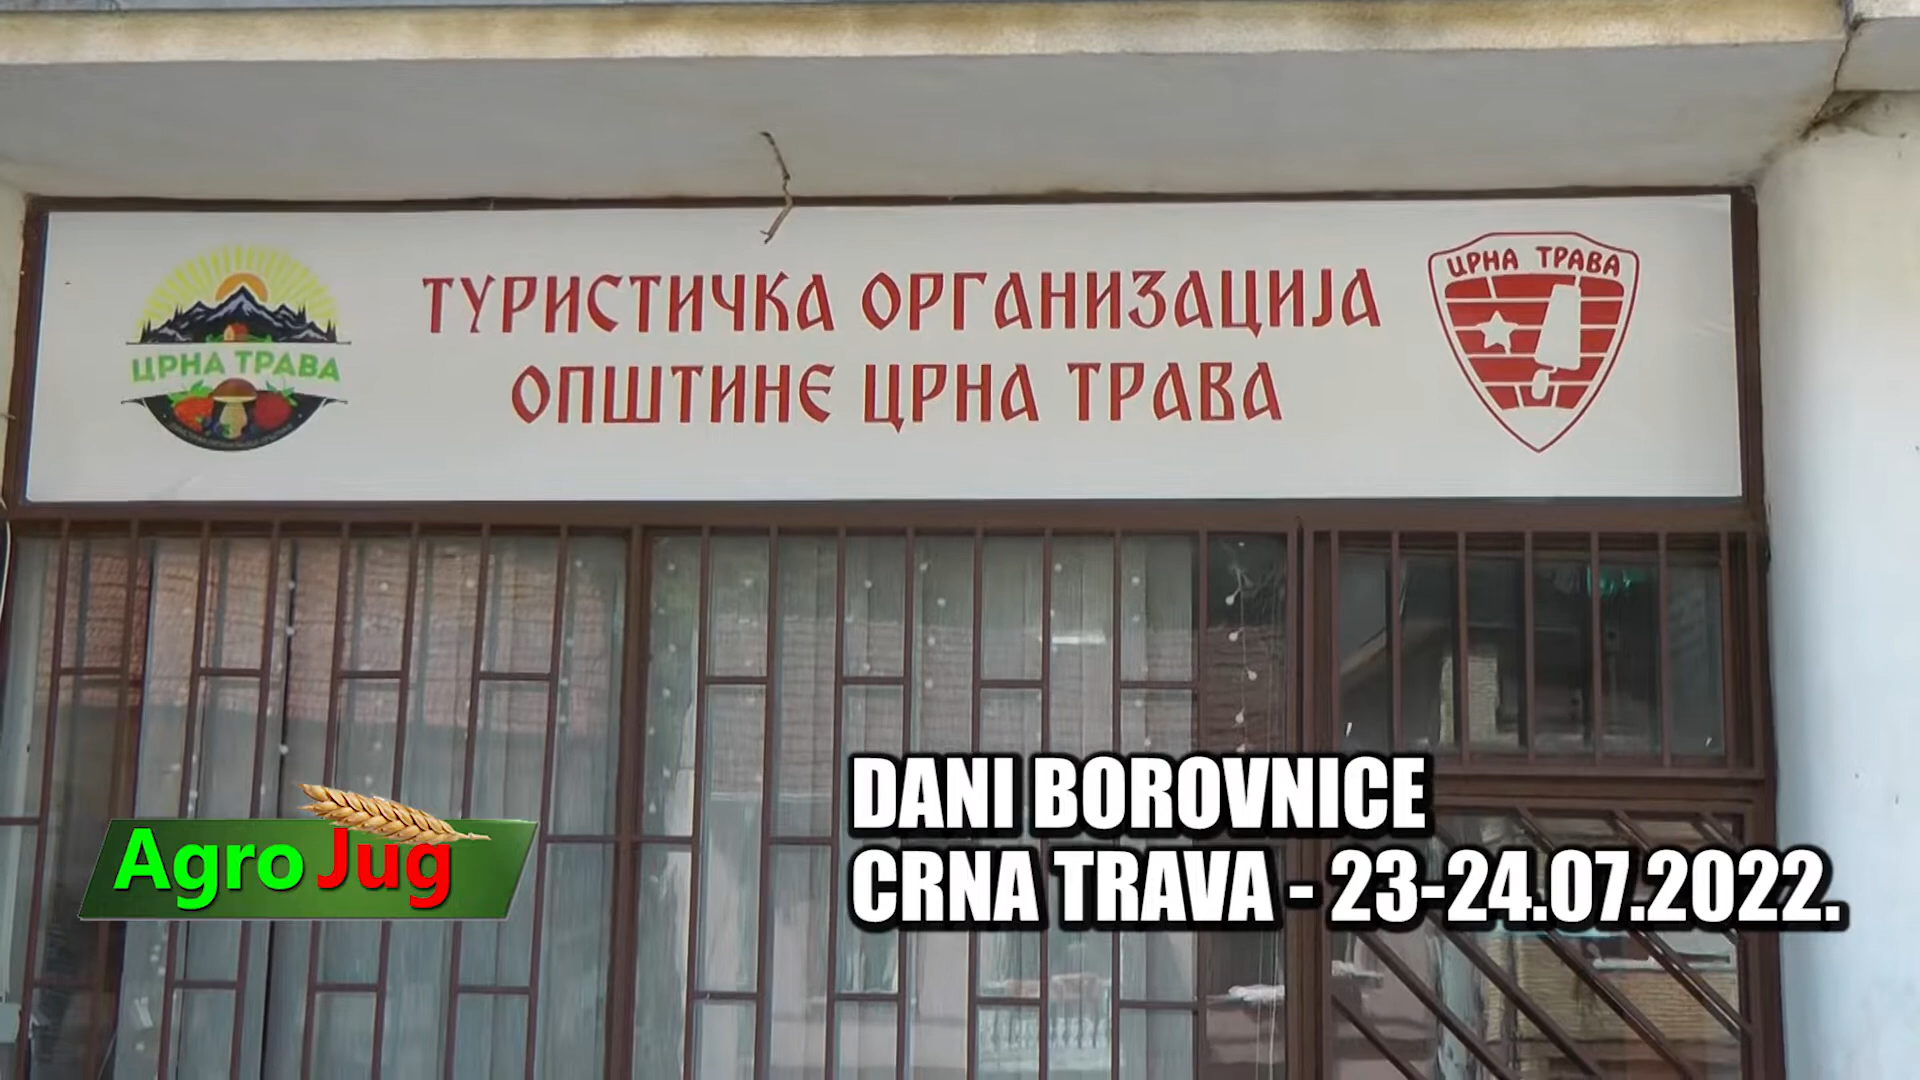 ТУРИСТИЧКА ОРГАНИЗАЦИЈА
ОПШТИНЕ ЦРНА ТРАВА
ЦРНА ТРАВА
ЦРНА ТРАВА
DANI BOROVNICE
CRNA TRAVA - 23-24.07.2022.
Agro Jug